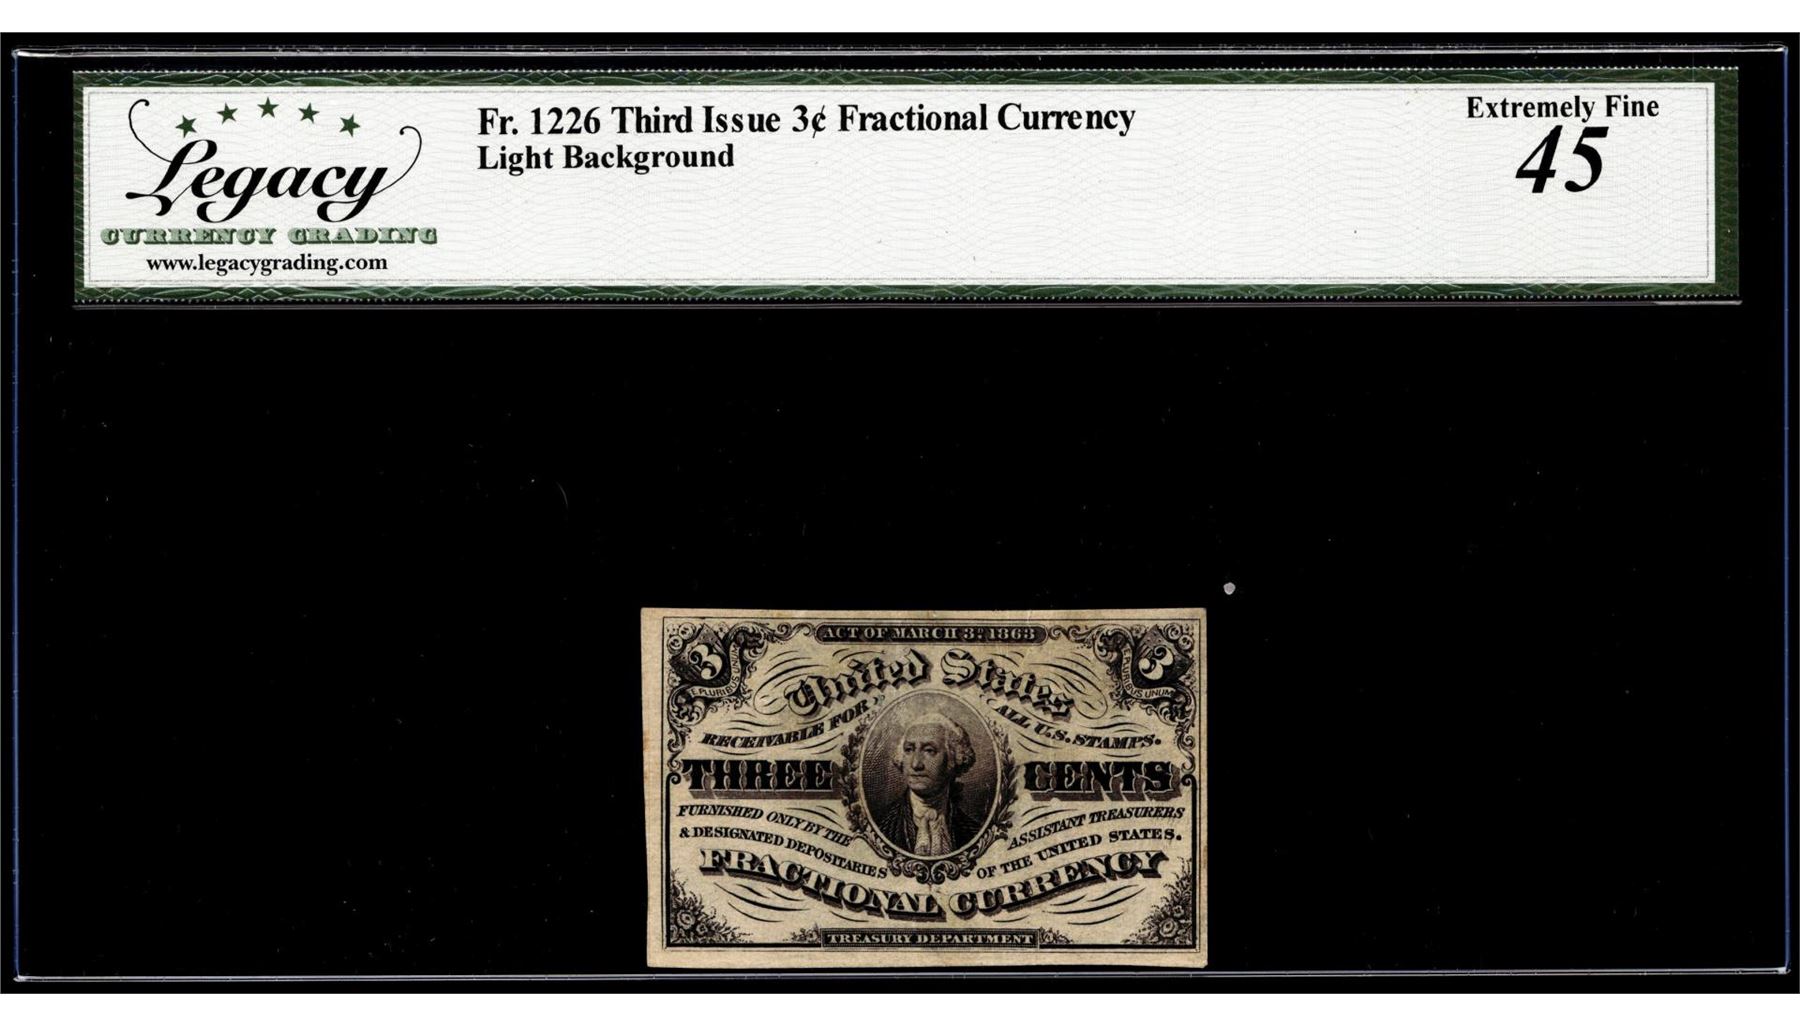 Legacy
CURRENCY GRADING
www.legacygrading.com
Fr. 1226 Third Issue 3¢ Fractional Currency
Light Background
Extremely Fine
45
ACT OF MARCH 3ᴰ 1863
3
3
E PLURIBUS UNUM
E PLURIBUS UNUM
United States
RECEIVABLE FOR ALL U.S. STAMPS.
THREE CENTS
FURNISHED ONLY BY THE ASSISTANT TREASURERS
& DESIGNATED DEPOSITARIES OF THE UNITED STATES.
FRACTIONAL CURRENCY
TREASURY DEPARTMENT